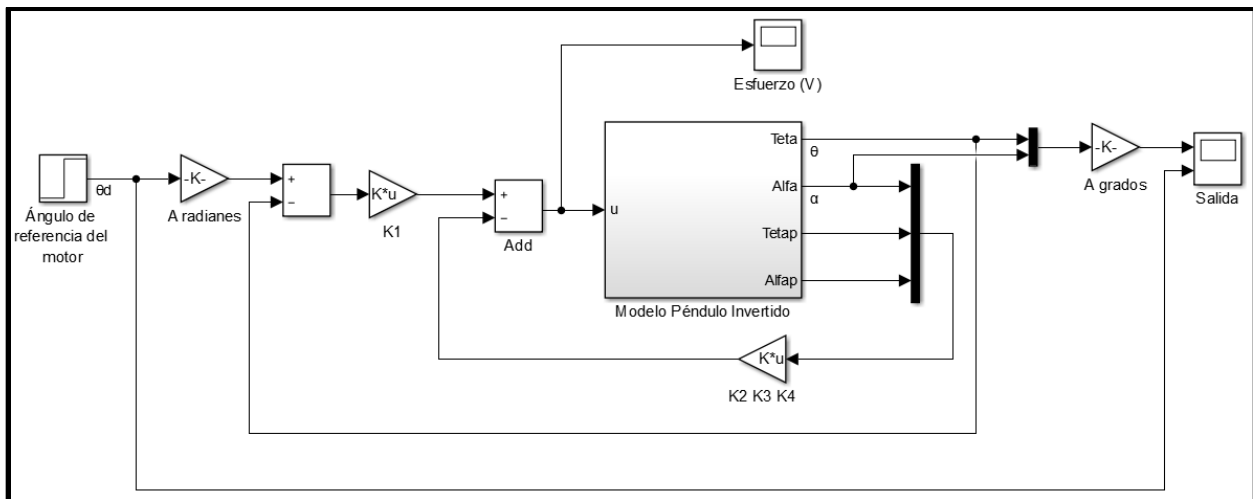 Esfuerzo (V)
Teta
θ
Alfa
α
Tetap
Alfap
u
Modelo Péndulo Invertido
θd
Ángulo de
referencia del
motor
-K-
A radianes
+
−
K*u
K1
+
−
Add
-K-
A grados
Salida
K*u
K2 K3 K4